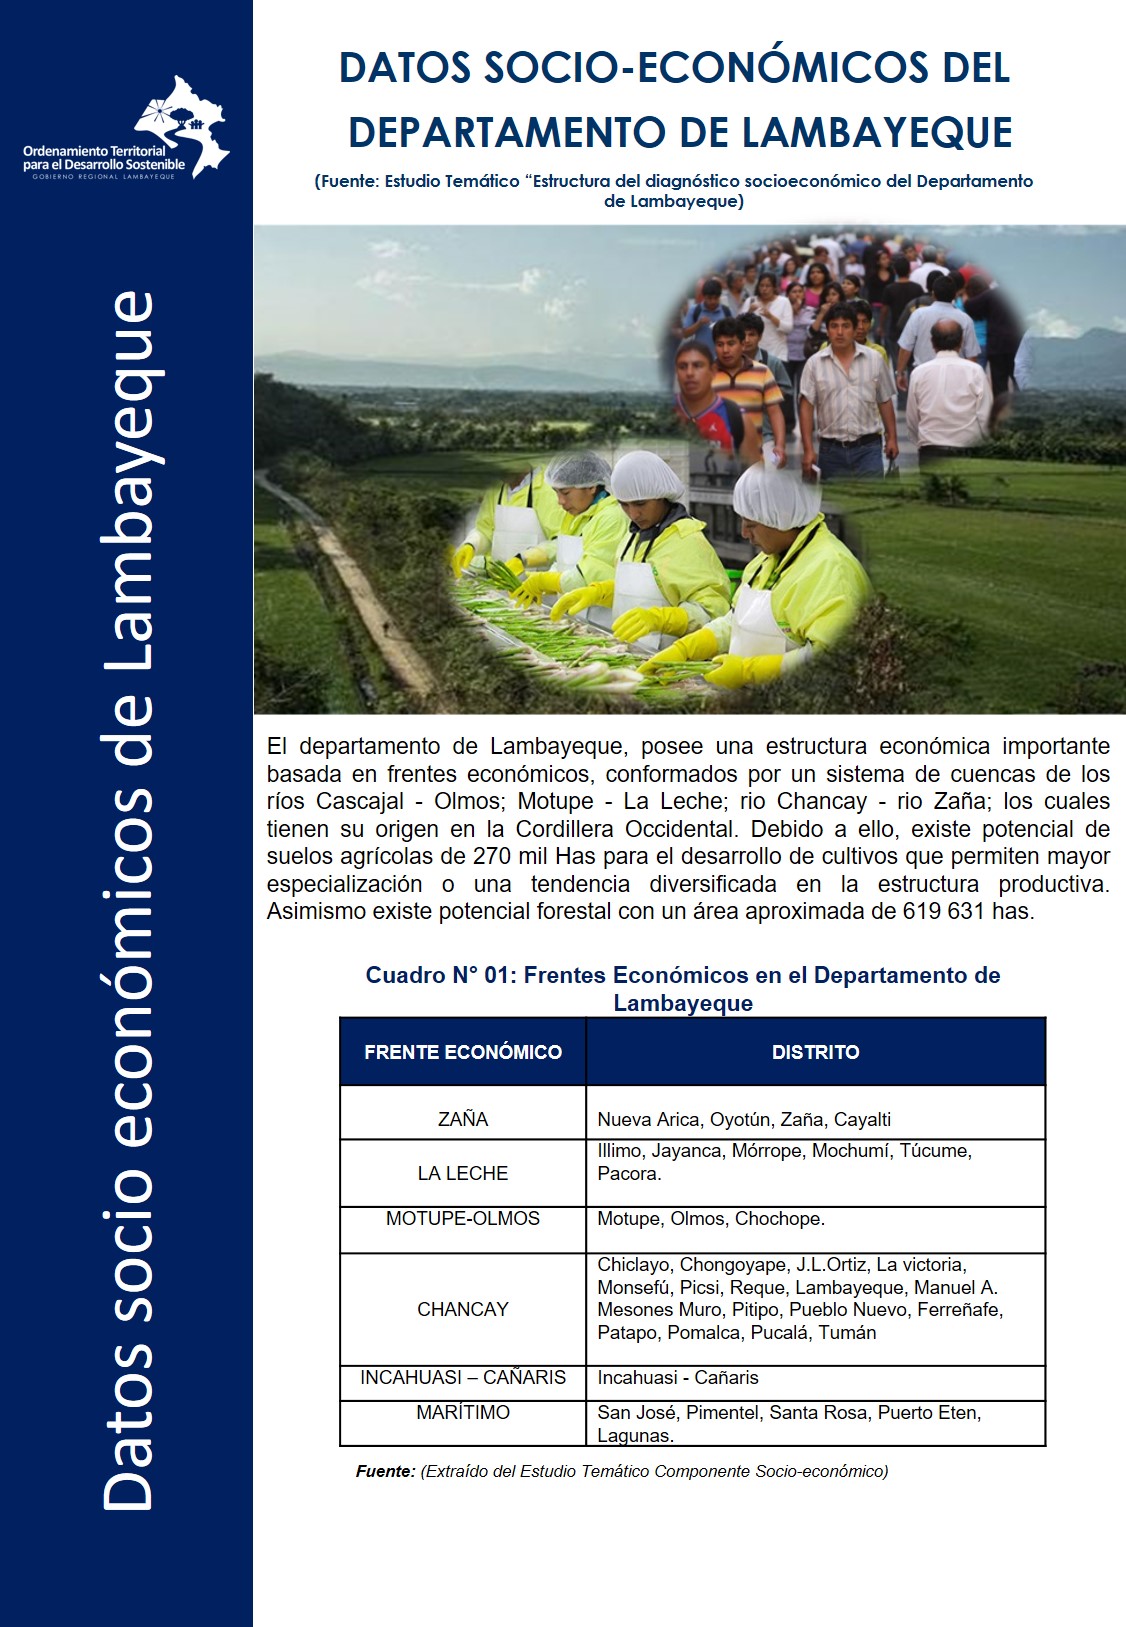 Ordenamiento Territorial
para el Desarrollo Sostenible
GOBIERNO REGIONAL LAMBAYEQUE
Datos socio económicos de Lambayeque
DATOS SOCIO-ECONÓMICOS DEL
DEPARTAMENTO DE LAMBAYEQUE
(Fuente: Estudio Temático “Estructura del diagnóstico socioeconómico del Departamento
de Lambayeque)
El departamento de Lambayeque, posee una estructura económica importante
basada en frentes económicos, conformados por un sistema de cuencas de los
ríos Cascajal - Olmos; Motupe - La Leche; rio Chancay - rio Zaña; los cuales
tienen su origen en la Cordillera Occidental. Debido a ello, existe potencial de
suelos agrícolas de 270 mil Has para el desarrollo de cultivos que permiten mayor
especialización o una tendencia diversificada en la estructura productiva.
Asimismo existe potencial forestal con un área aproximada de 619 631 has.
Cuadro N° 01: Frentes Económicos en el Departamento de
Lambayeque
FRENTE ECONÓMICO DISTRITO
ZAÑA Nueva Arica, Oyotún, Zaña, Cayalti
LA LECHE Illimo, Jayanca, Mórrope, Mochumí, Túcume,
Pacora.
MOTUPE-OLMOS Motupe, Olmos, Chochope.
CHANCAY Chiclayo, Chongoyape, J.L.Ortiz, La victoria,
Monsefú, Picsi, Reque, Lambayeque, Manuel A.
Mesones Muro, Pitipo, Pueblo Nuevo, Ferreñafe,
Patapo, Pomalca, Pucalá, Tumán
INCAHUASI – CAÑARIS Incahuasi - Cañaris
MARÍTIMO San José, Pimentel, Santa Rosa, Puerto Eten,
Lagunas.
Fuente: (Extraído del Estudio Temático Componente Socio-económico)